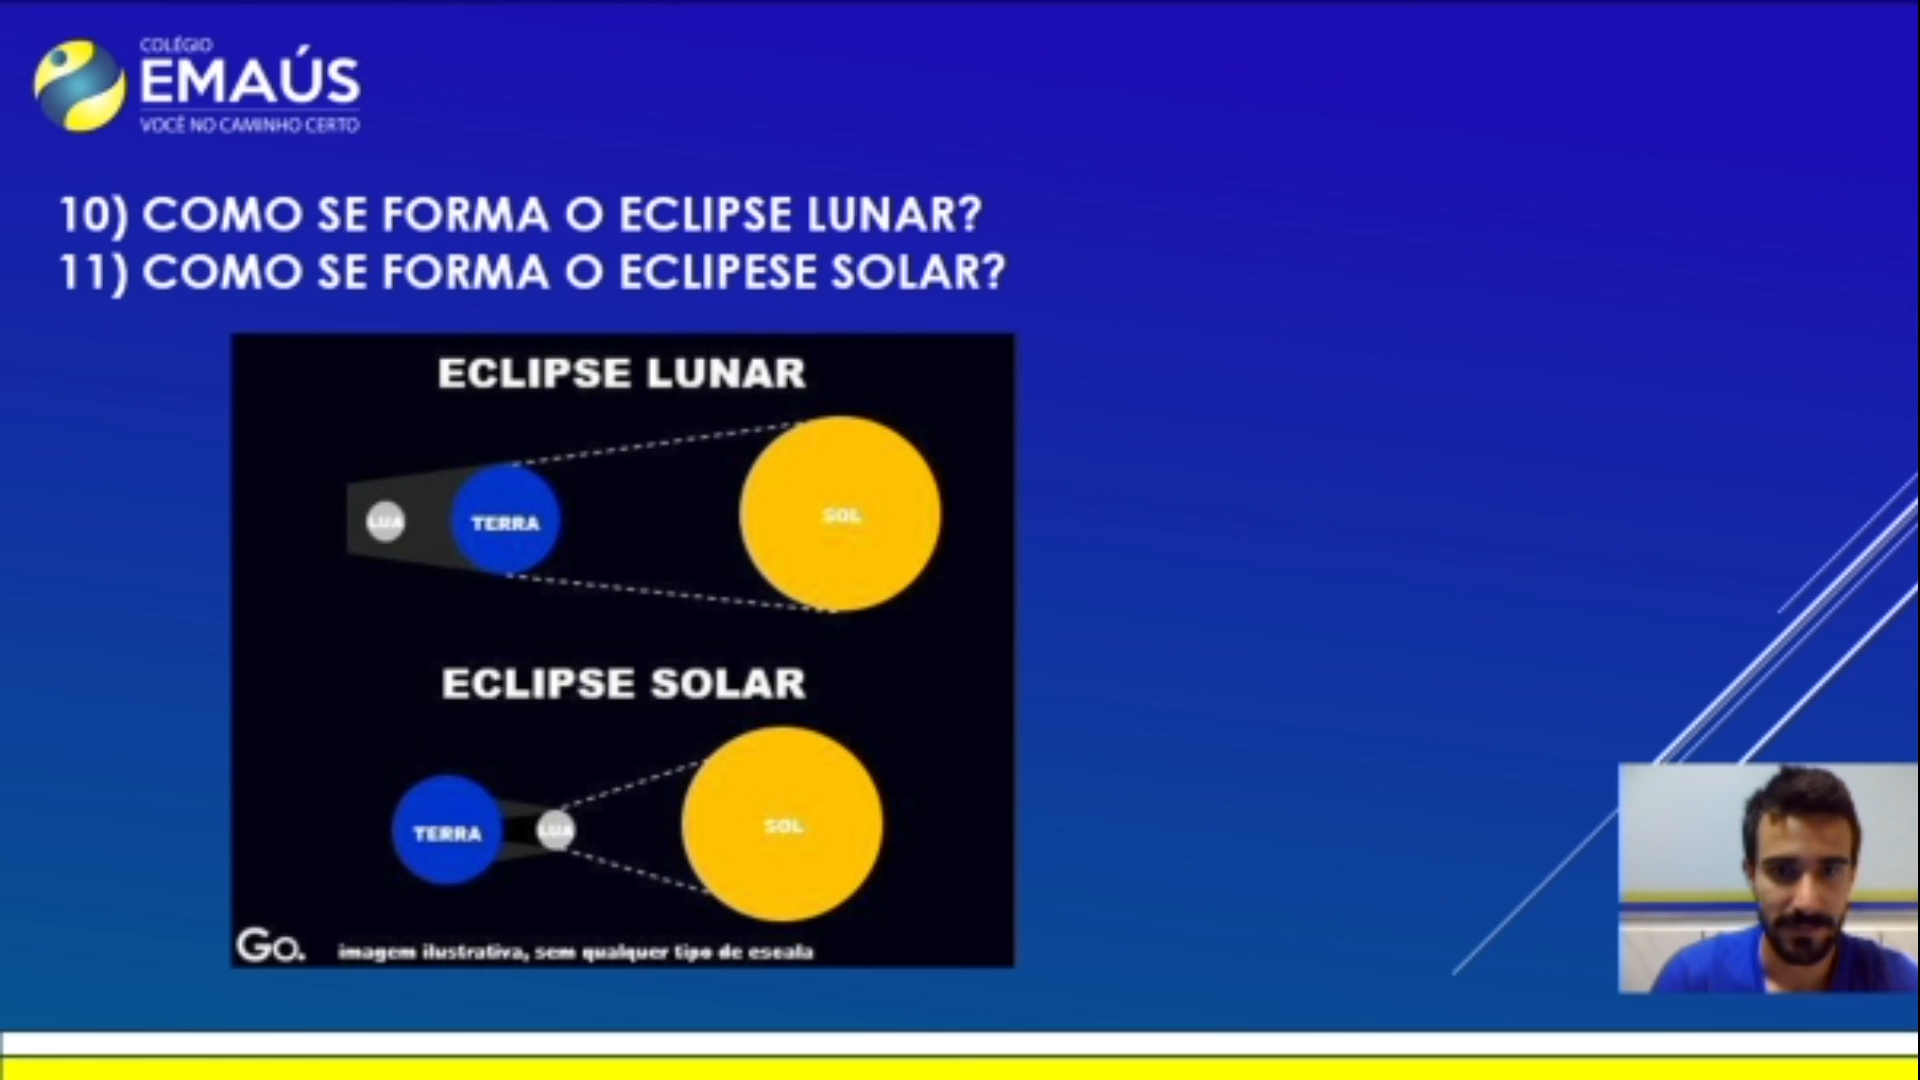 COLÉGIO
EMAÚS
VOCÊ NO CAMINHO CERTO
10) COMO SE FORMA O ECLIPSE LUNAR?
11) COMO SE FORMA O ECLIPESE SOLAR?
ECLIPSE LUNAR
LUA
TERRA
SOL
ECLIPSE SOLAR
TERRA
LUA
SOL
Go.
imagem ilustrativa, sem qualquer tipo de escala